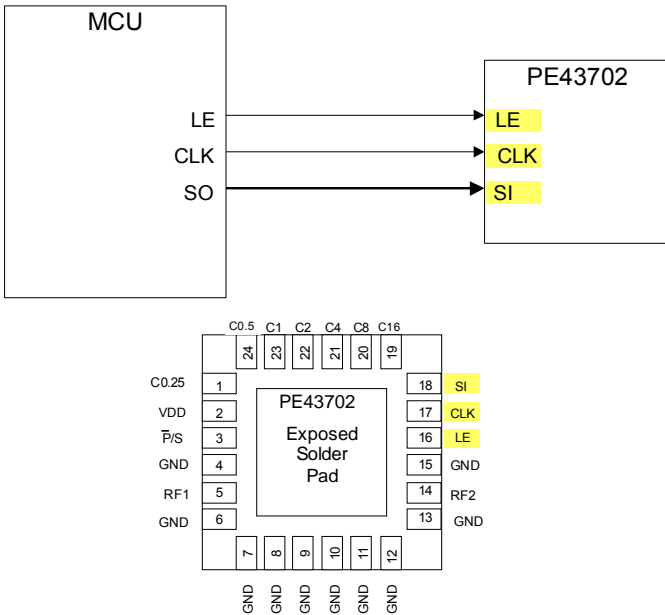 MCU
PE43702
LE
LE
CLK
CLK
SO
SI
C0.5 C1 C2 C4 C8 C16
24 23 22 21 20 19
C0.25 1
18 SI
VDD 2
PE43702
17 CLK
P̅/S 3
Exposed
16 LE
Solder
GND 4
15 GND
Pad
RF1 5
14 RF2
GND 6
13 GND
7 8 9 10 11 12
GND GND GND GND GND GND